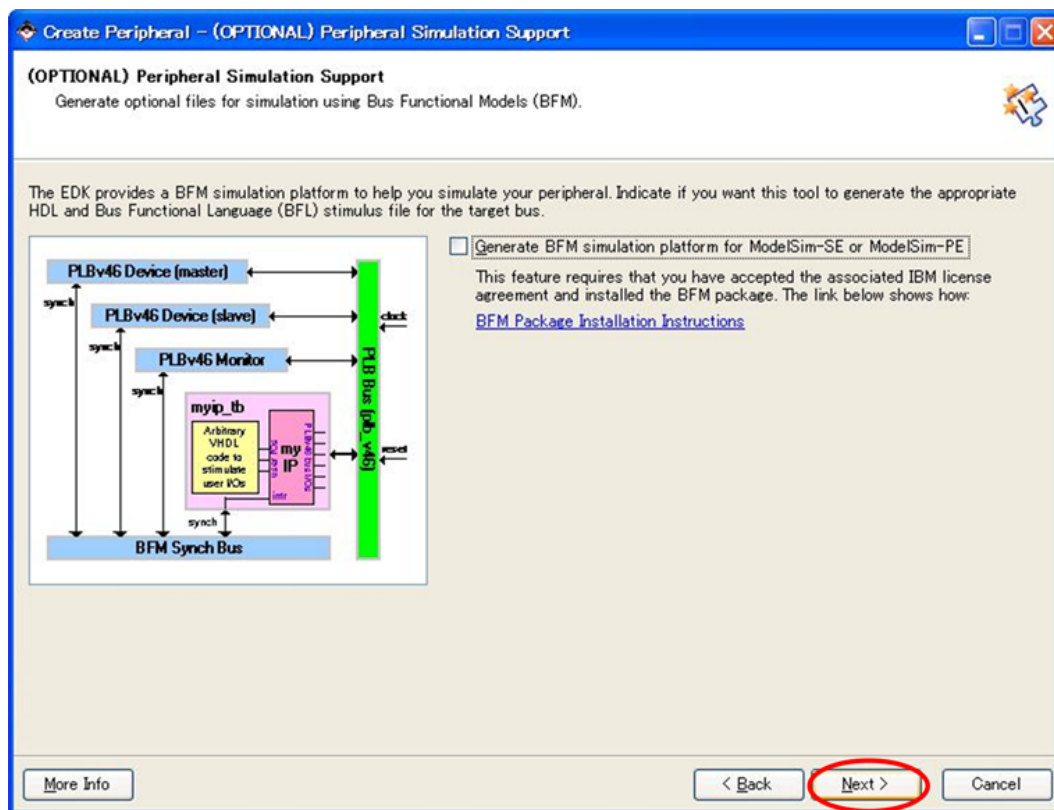 Create Peripheral - (OPTIONAL) Peripheral Simulation Support
(OPTIONAL) Peripheral Simulation Support
Generate optional files for simulation using Bus Functional Models (BFM).
The EDK provides a BFM simulation platform to help you simulate your peripheral. Indicate if you want this tool to generate the appropriate
HDL and Bus Functional Language (BFL) stimulus file for the target bus.
Generate BFM simulation platform for ModelSim-SE or ModelSim-PE
This feature requires that you have accepted the associated IBM license
agreement and installed the BFM package. The link below shows how:
BFM Package Installation Instructions
PLBv46 Device (master)
synch
PLBv46 Device (slave)
clock
synch
PLBv46 Monitor
synch
PLB Bus (plb_v46)
myip_tb
Arbitrary
VHDL
code to
stimulate
user I/Os
my
IP
PLBv46 bus I/Os
intr
reset
synch
BFM Synch Bus
More Info
< Back
Next >
Cancel